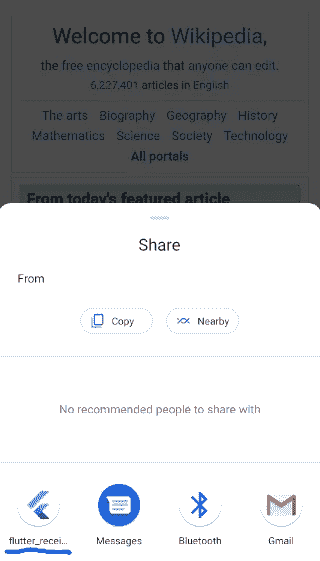 Welcome to Wikipedia,
the free encyclopedia that anyone can edit.
6,227,401 articles in English
The arts Biography Geography History
Mathematics Science Society Technology
All portals
From today's featured article
Share
From
Copy Nearby
No recommended people to share with
flutter_recei... Messages Bluetooth Gmail